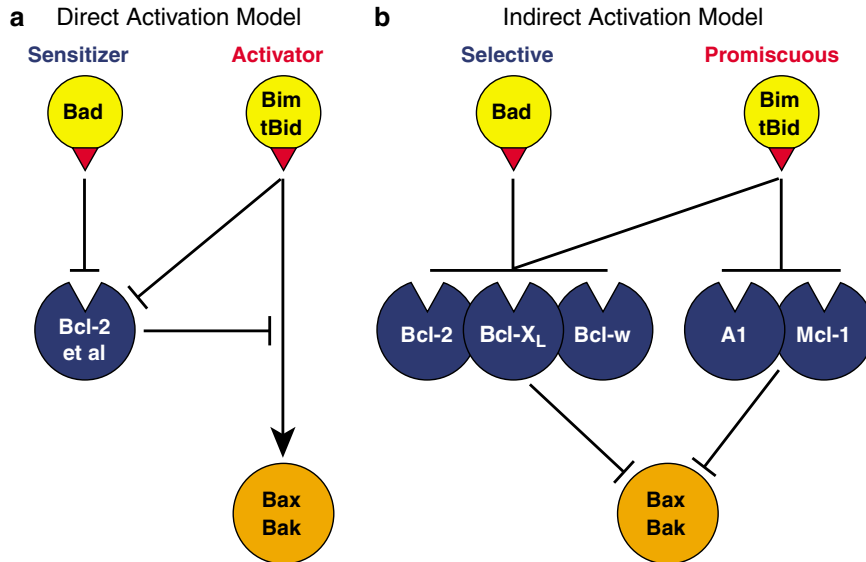 a Direct Activation Model
Sensitizer Activator
Bad
Bim
tBid
Bcl-2
et al
Bax
Bak
b Indirect Activation Model
Selective Promiscuous
Bad
Bim
tBid
Bcl-2 Bcl-XL Bcl-w A1 Mcl-1
Bax
Bak